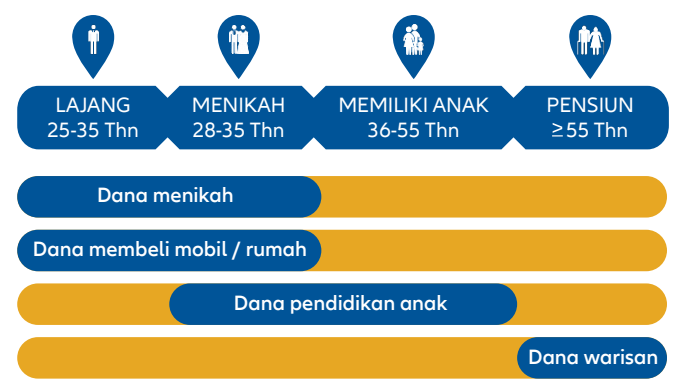 LAJANG
25-35 Thn
MENIKAH
28-35 Thn
MEMILIKI ANAK
36-55 Thn
PENSIUN
≥55 Thn
Dana menikah
Dana membeli mobil / rumah
Dana pendidikan anak
Dana warisan